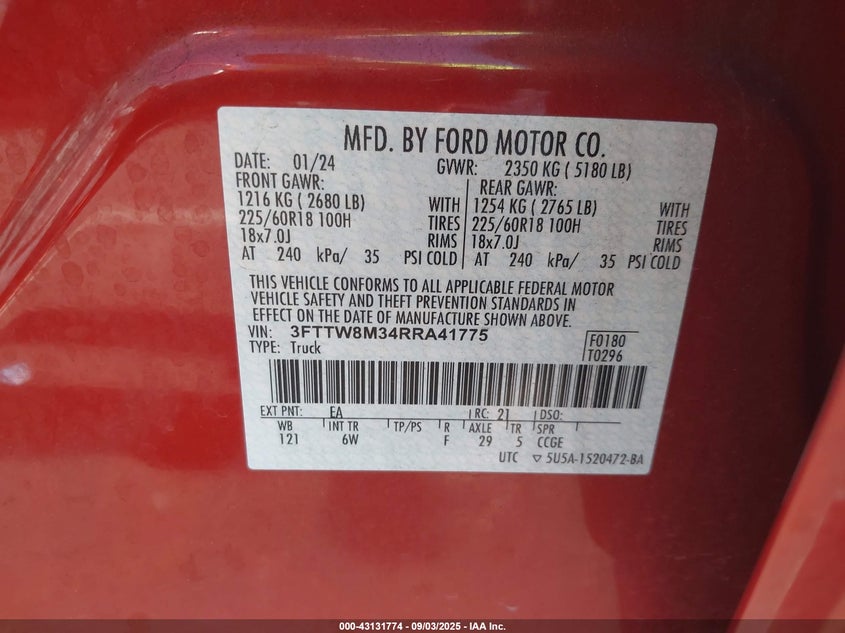 MFD. BY FORD MOTOR CO.
DATE: 01/24 GVWR: 2350 KG ( 5180 LB)
FRONT GAWR: REAR GAWR:
1216 KG ( 2680 LB) WITH 1254 KG ( 2765 LB) WITH
225/60R18 100H TIRES 225/60R18 100H TIRES
18x7.0J RIMS 18x7.0J RIMS
AT 240 kPa/ 35 PSI COLD AT 240 kPa/ 35 PSI COLD
THIS VEHICLE CONFORMS TO ALL APPLICABLE FEDERAL MOTOR
VEHICLE SAFETY AND THEFT PREVENTION STANDARDS IN
EFFECT ON THE DATE OF MANUFACTURE SHOWN ABOVE.
VIN: 3FTTW8M34RRA41775 F0180
TYPE: Truck T0296
EXT PNT: EA RC: 21 DSO:
WB INT TR TP/PS R AXLE TR SPR
121 6W F 29 5 CCGE
UTC ▽ 5U5A-1520472-BA
000-43131774 - 09/03/2025 - IAA Inc.